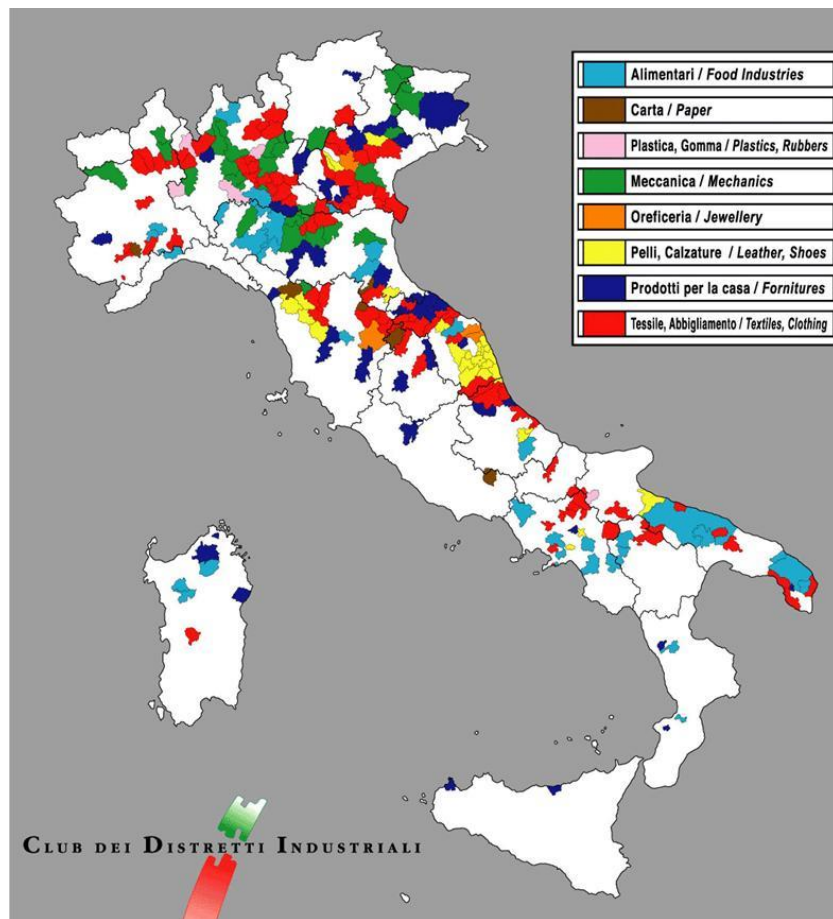 Alimentari / Food Industries
Carta / Paper
Plastica, Gomma / Plastics, Rubbers
Meccanica / Mechanics
Oreficeria / Jewellery
Pelli, Calzature / Leather, Shoes
Prodotti per la casa / Fornitures
Tessile, Abbigliamento / Textiles, Clothing
CLUB DEI DISTRETTI INDUSTRIALI